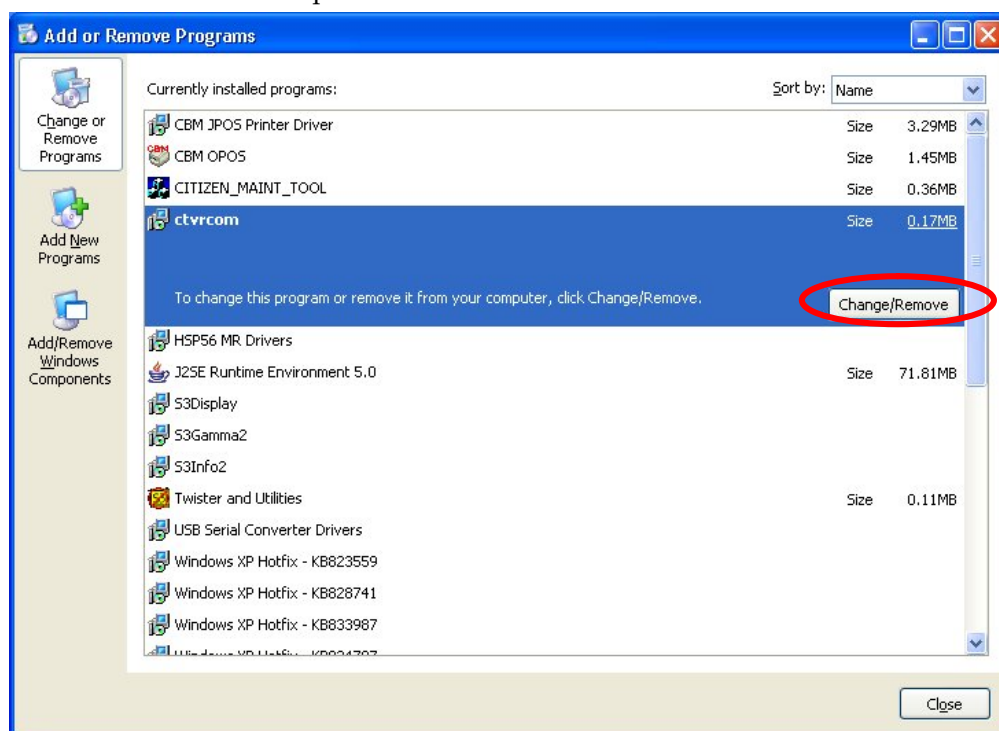 Add or Remove Programs
Change or
Remove
Programs
Add New
Programs
Add/Remove
Windows
Components
Currently installed programs:
Sort by: Name
CBM JPOS Printer Driver Size 3.29MB
CBM OPOS Size 1.45MB
CITIZEN_MAINT_TOOL Size 0.36MB
ctvrcom Size 0.17MB
To change this program or remove it from your computer, click Change/Remove. Change/Remove
HSP56 MR Drivers
J2SE Runtime Environment 5.0 Size 71.81MB
S3Display
S3Gamma2
S3Info2
Twister and Utilities Size 0.11MB
USB Serial Converter Drivers
Windows XP Hotfix - KB823559
Windows XP Hotfix - KB828741
Windows XP Hotfix - KB833987
Close